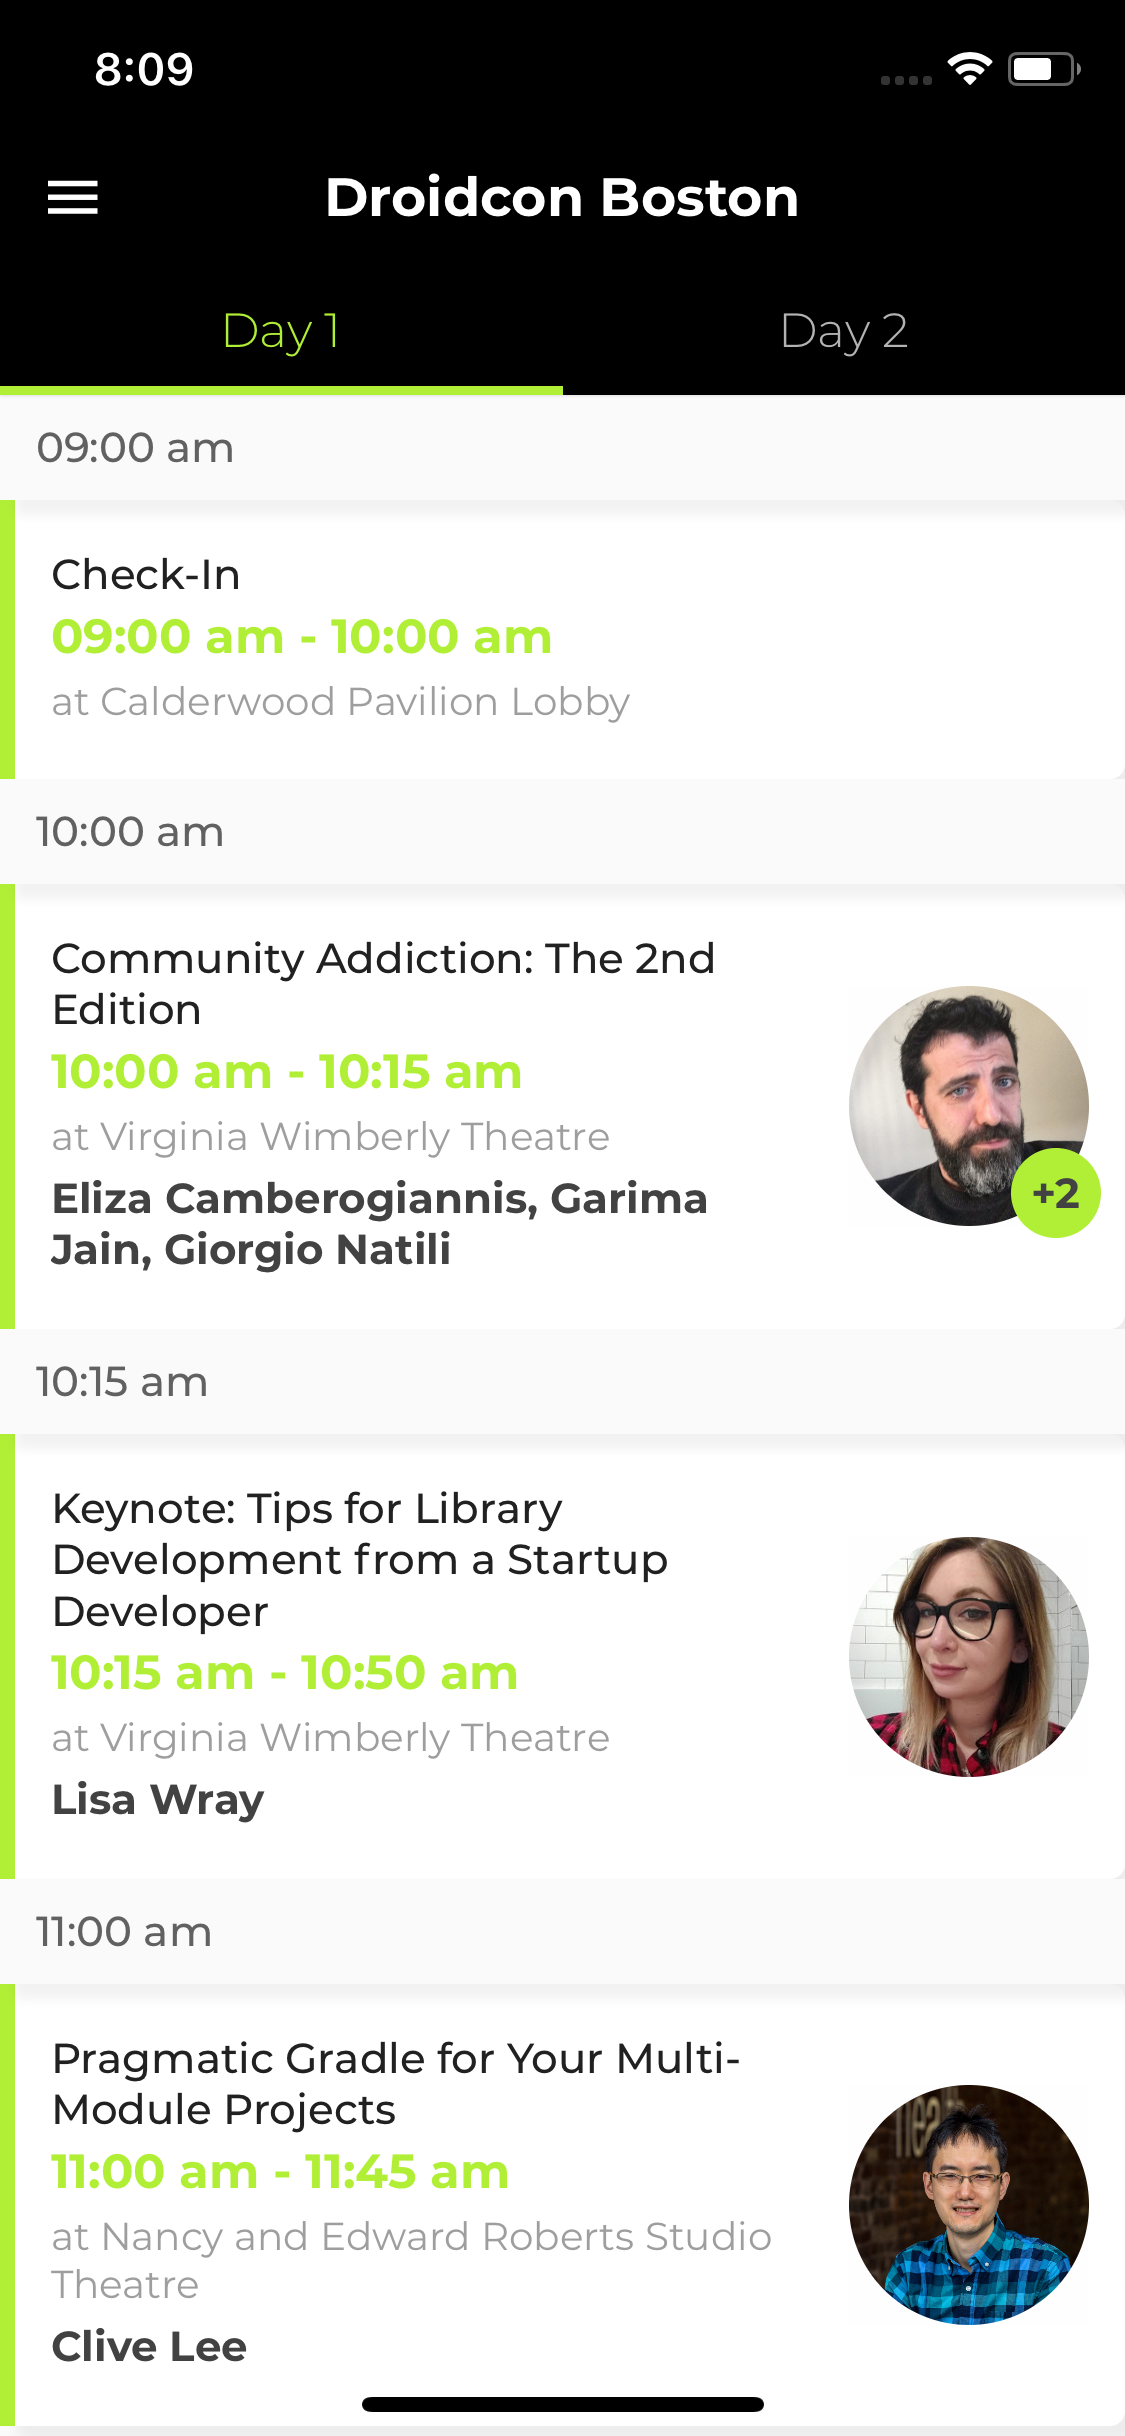 8:09
Droidcon Boston
Day 1
Day 2
09:00 am
Check-In
09:00 am - 10:00 am
at Calderwood Pavilion Lobby
10:00 am
Community Addiction: The 2nd
Edition
10:00 am - 10:15 am
at Virginia Wimberly Theatre
Eliza Camberogiannis, Garima
Jain, Giorgio Natili
+2
10:15 am
Keynote: Tips for Library
Development from a Startup
Developer
10:15 am - 10:50 am
at Virginia Wimberly Theatre
Lisa Wray
11:00 am
Pragmatic Gradle for Your Multi-
Module Projects
11:00 am - 11:45 am
at Nancy and Edward Roberts Studio
Theatre
Clive Lee